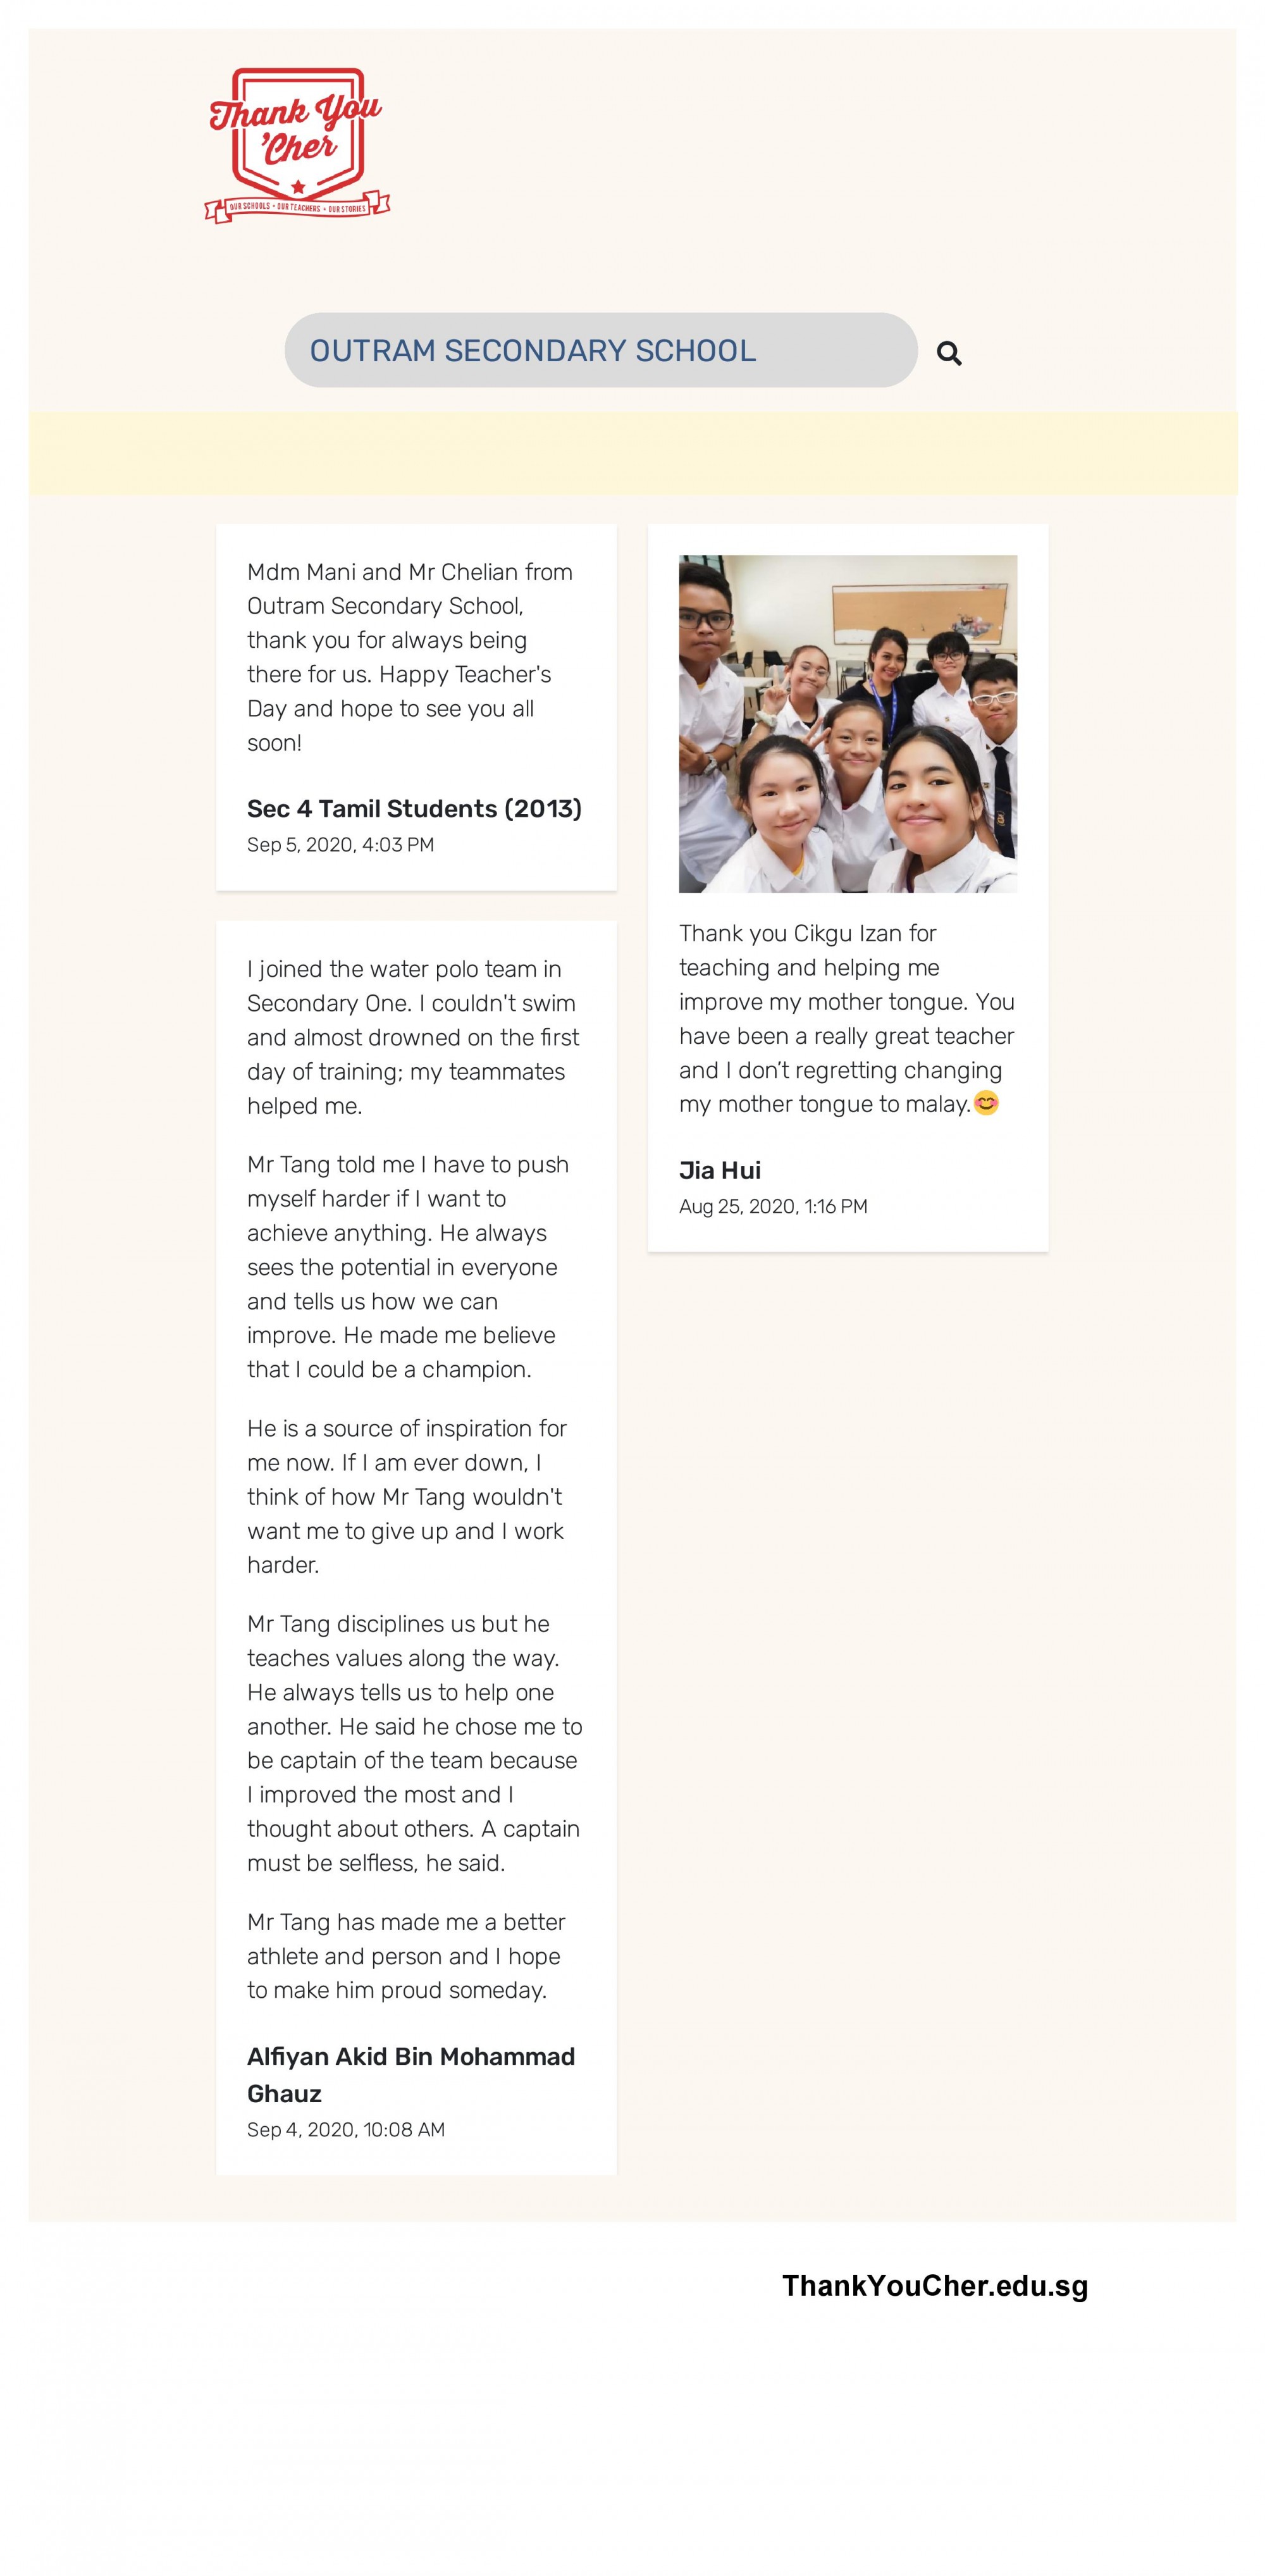 Thank You
'Cher
OUR SCHOOLS • OUR TEACHERS • OUR STORIES
OUTRAM SECONDARY SCHOOL
Mdm Mani and Mr Chelian from
Outram Secondary School,
thank you for always being
there for us. Happy Teacher's
Day and hope to see you all
soon!
Sec 4 Tamil Students (2013)
Sep 5, 2020, 4:03 PM
I joined the water polo team in
Secondary One. I couldn't swim
and almost drowned on the first
day of training; my teammates
helped me.
Mr Tang told me I have to push
myself harder if I want to
achieve anything. He always
sees the potential in everyone
and tells us how we can
improve. He made me believe
that I could be a champion.
He is a source of inspiration for
me now. If I am ever down, I
think of how Mr Tang wouldn't
want me to give up and I work
harder.
Mr Tang disciplines us but he
teaches values along the way.
He always tells us to help one
another. He said he chose me to
be captain of the team because
I improved the most and I
thought about others. A captain
must be selfless, he said.
Mr Tang has made me a better
athlete and person and I hope
to make him proud someday.
Alfiyan Akid Bin Mohammad
Ghauz
Sep 4, 2020, 10:08 AM
Thank you Cikgu Izan for
teaching and helping me
improve my mother tongue. You
have been a really great teacher
and I don’t regretting changing
my mother tongue to malay.😊
Jia Hui
Aug 25, 2020, 1:16 PM
ThankYouCher.edu.sg